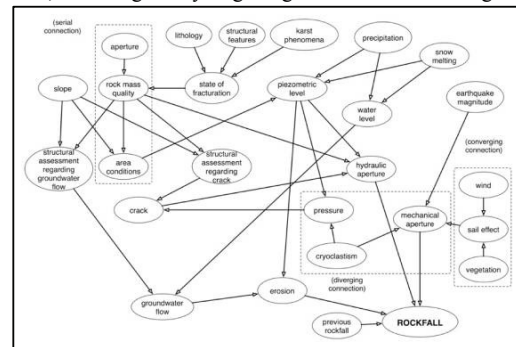 , 
(serial
connection)
aperture
lithology
structural
features
karst
phenomena
precipitation
snow
melting
slope
rock mass
quality
state of
fracturation
piezometric
level
water
level
earthquake
magnitude
structural
assessment
regarding
groundwater
flow
area
conditions
structural
assessment
regarding
crack
hydraulic
aperture
(converging
connection)
wind
crack
pressure
mechanical
aperture
sail effect
cryoclastism
vegetation
(diverging
connection)
groundwater
flow
erosion
previous
rockfall
ROCKFALL